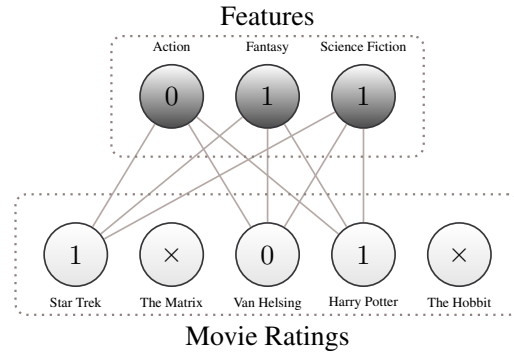 Features
Action Fantasy Science Fiction
0 1 1
1 × 0 1 ×
Star Trek The Matrix Van Helsing Harry Potter The Hobbit
Movie Ratings